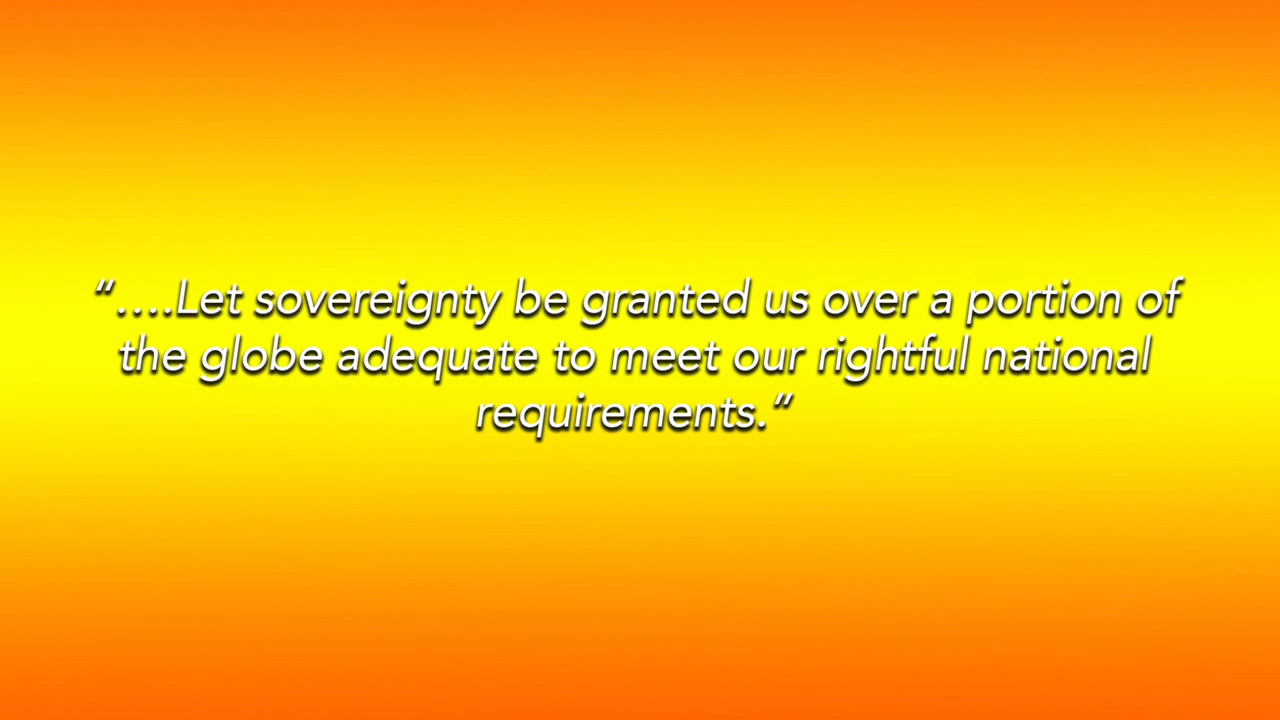 “….Let sovereignty be granted us over a portion of
the globe adequate to meet our rightful national
requirements.”